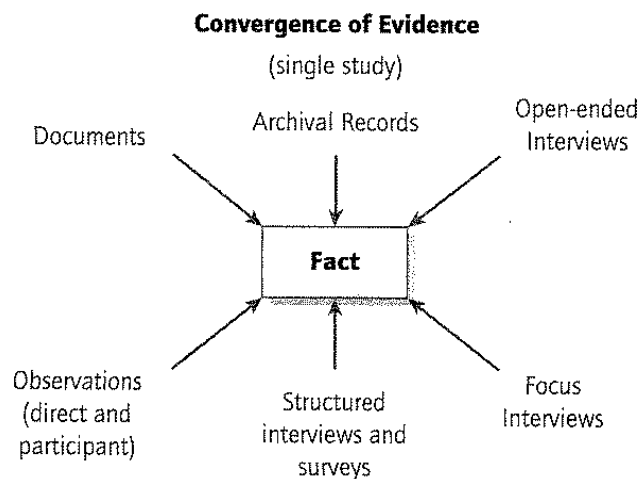 Convergence of Evidence
(single study)
Documents
Archival Records
Open-ended
Interviews
Fact
Observations
(direct and
participant)
Structured
interviews and
surveys
Focus
Interviews